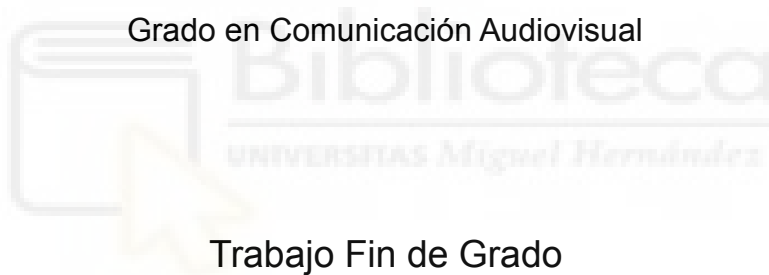 Grado en Comunicación Audiovisual
Biblioteca
UNIVERSITAS Miguel Hernández
Trabajo Fin de Grado